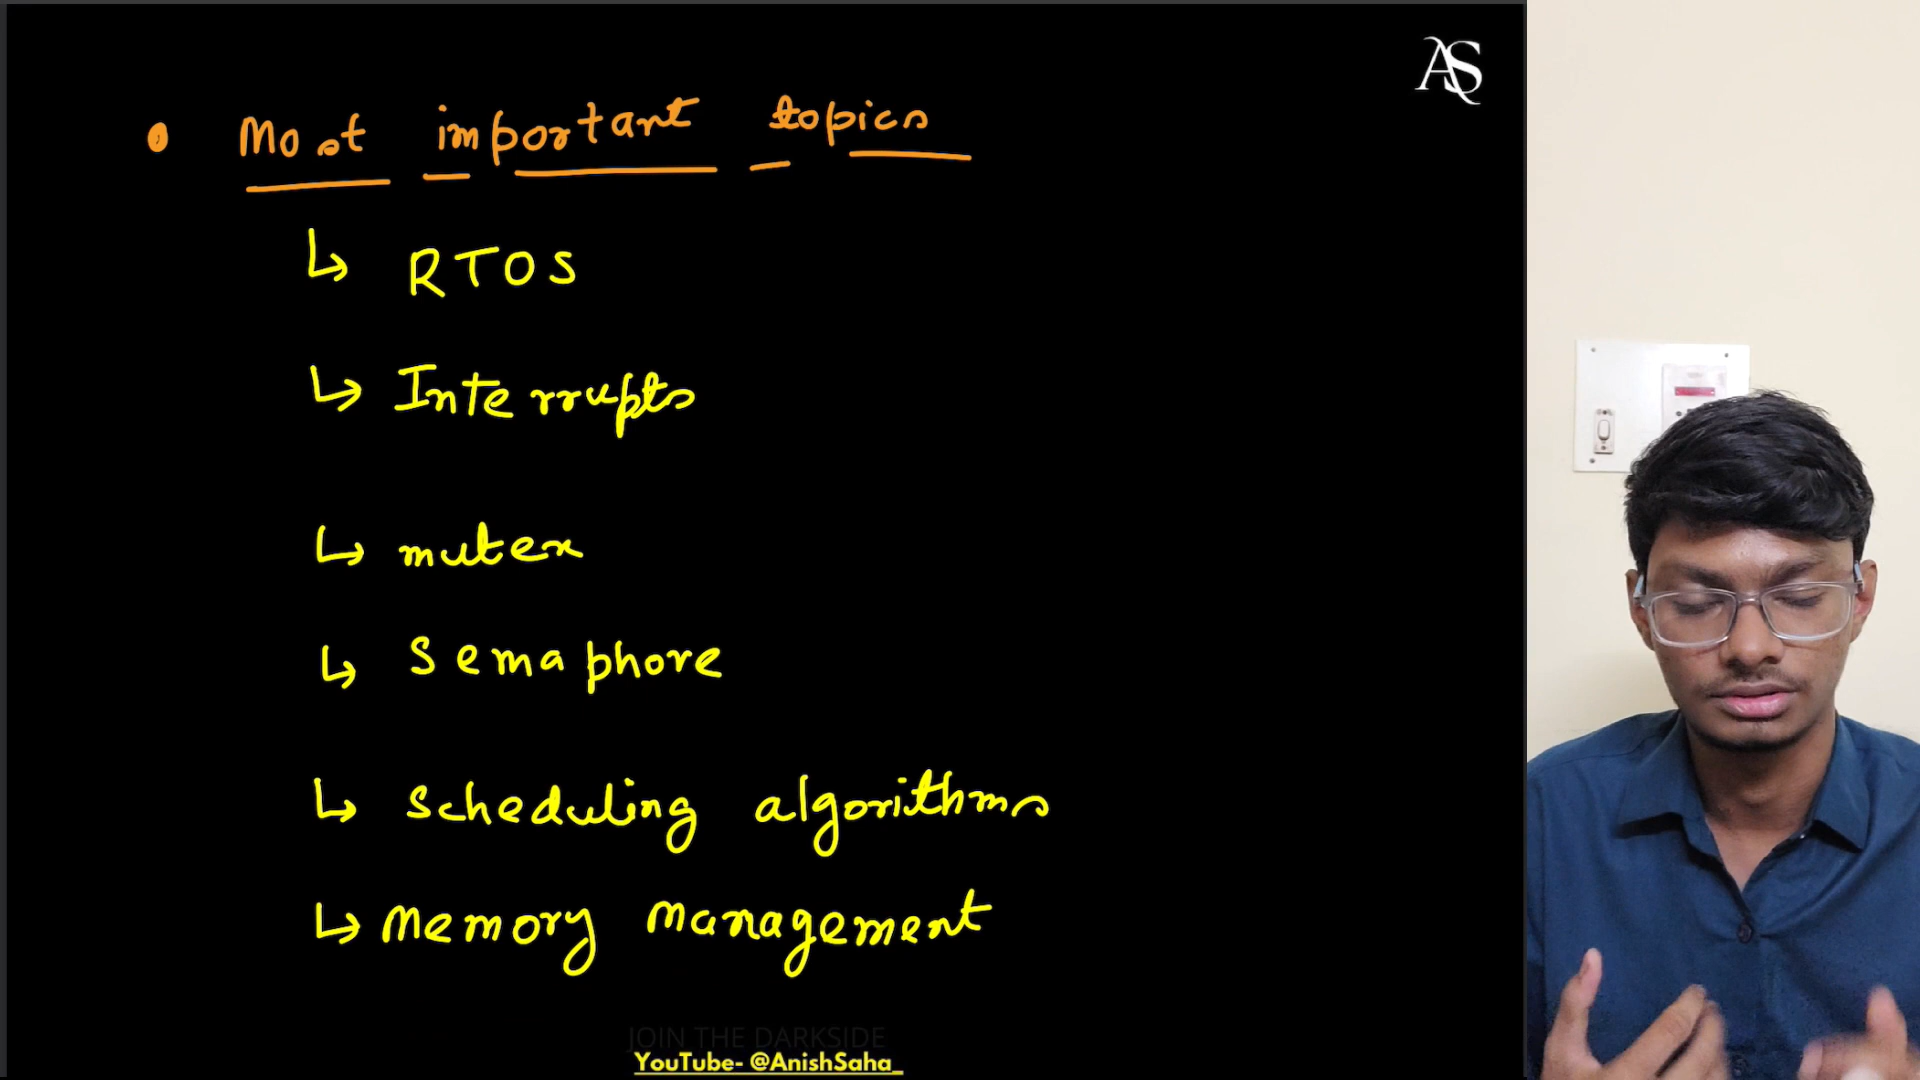 AS
• Most important topics
↳ RTOS
↳ Interrupts
↳ mutex
↳ Semaphore
↳ Scheduling algorithms
↳ Memory Management
JOIN THE DARKSIDE
YouTube- @AnishSaha_